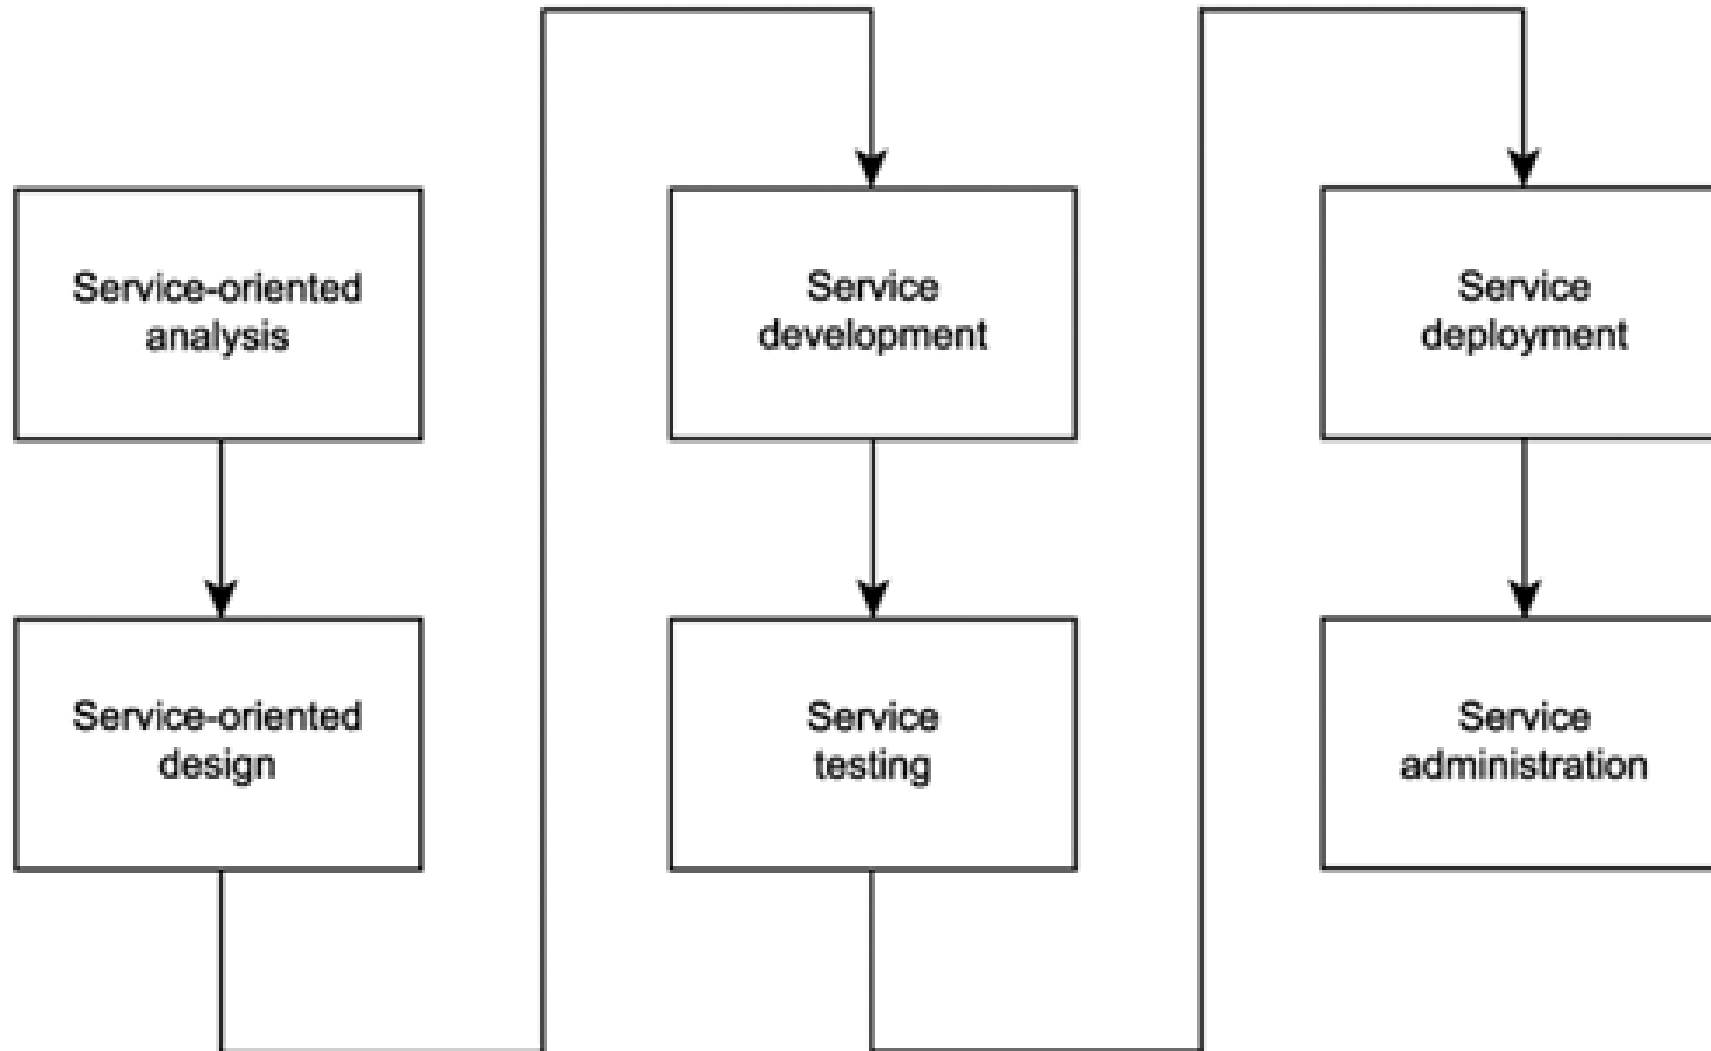 Service-oriented
analysis
Service-oriented
design
Service
development
Service
testing
Service
deployment
Service
administration